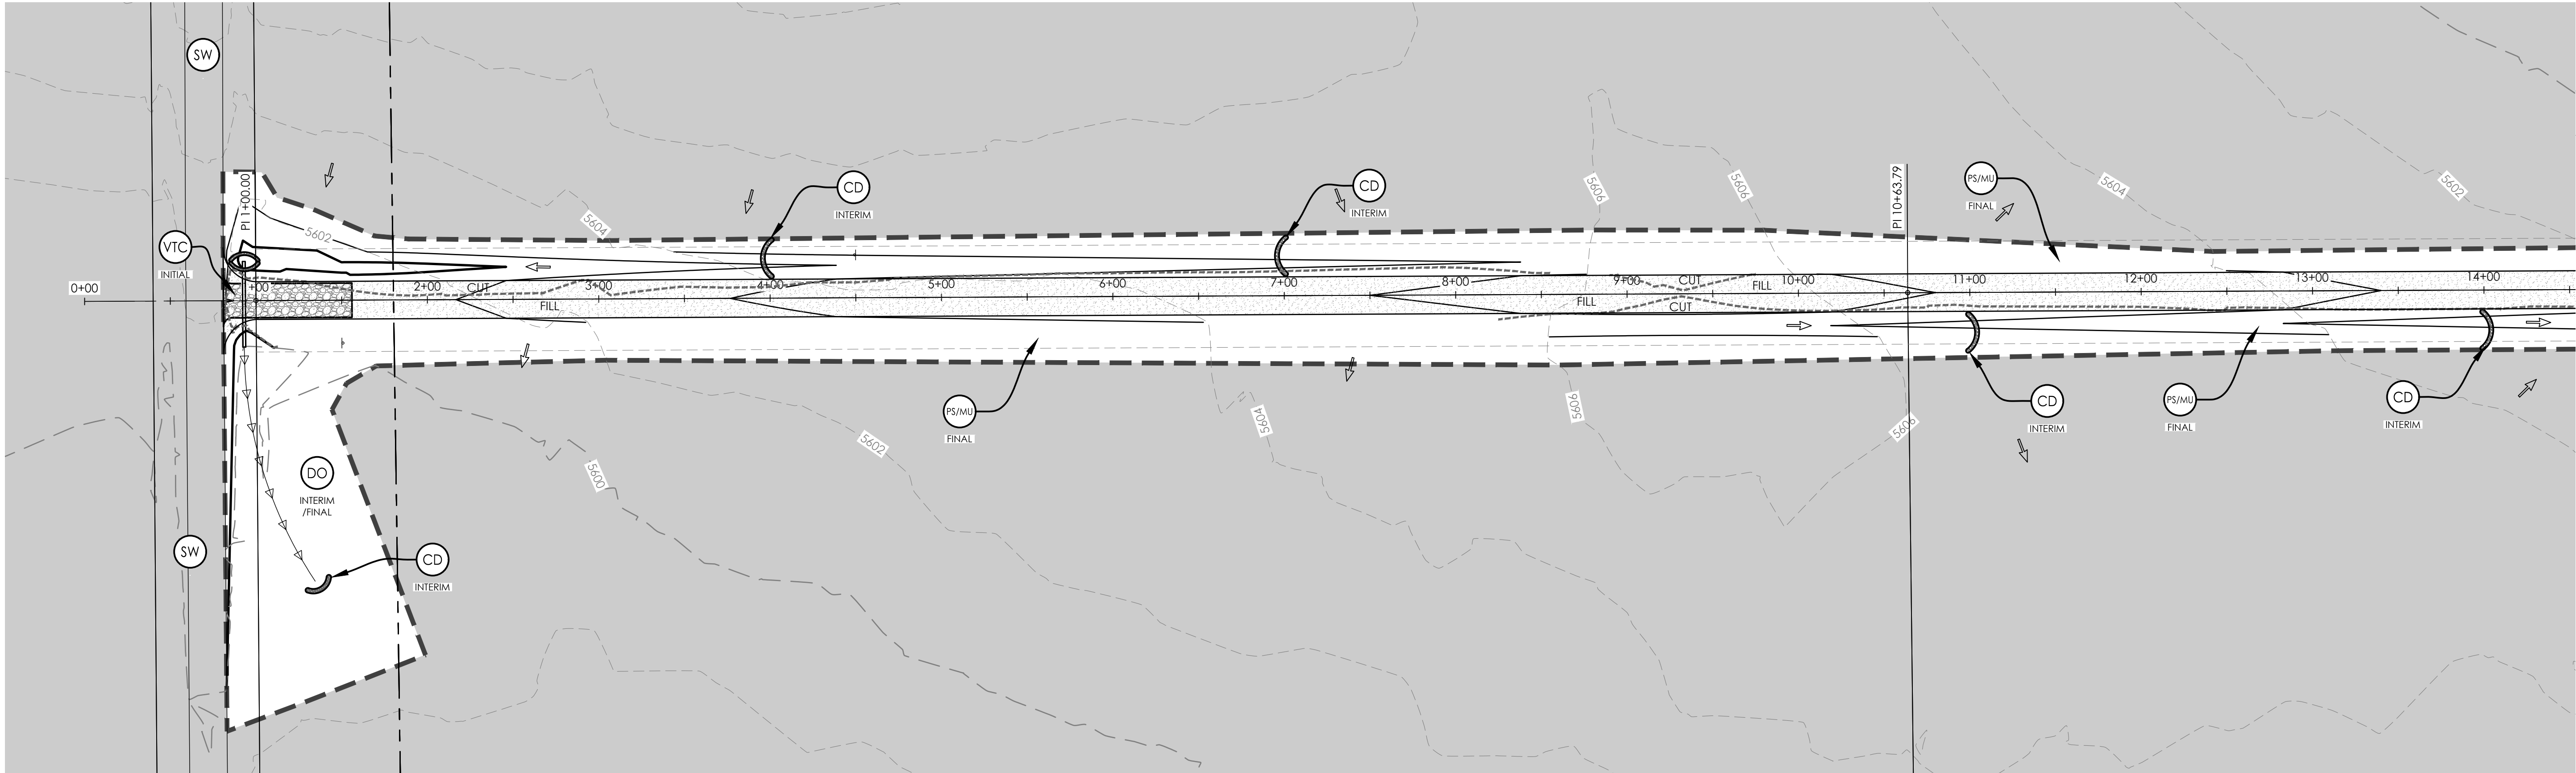 SW
PI 1+00.00
5602
VTC
INITIAL
5604
CD
INTERIM
CD
INTERIM
5606
5606
PI 10+63.79
PS/MU
FINAL
5604
5602
0+00
+00
2+00
CUT
FILL
3+00
4+00
5+00
6+00
7+00
8+00
9+00
CUT
FILL
FILL
CUT
10+00
11+00
12+00
13+00
14+00
PS/MU
FINAL
5602
5604
5606
5606
CD
INTERIM
PS/MU
FINAL
CD
INTERIM
5600
DO
INTERIM
/FINAL
SW
CD
INTERIM